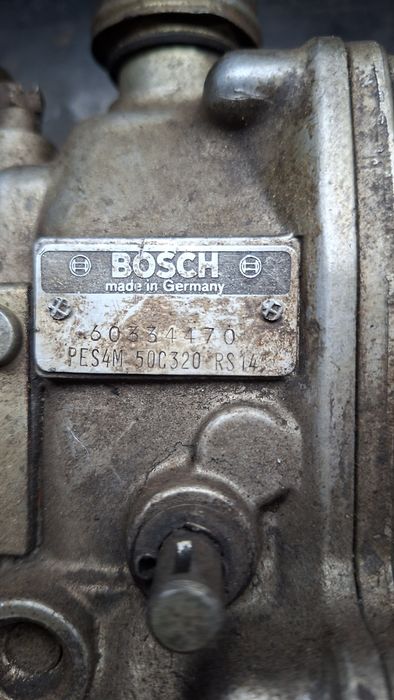 BOSCH
made in Germany
60334470
PES4M 50C320 RS14